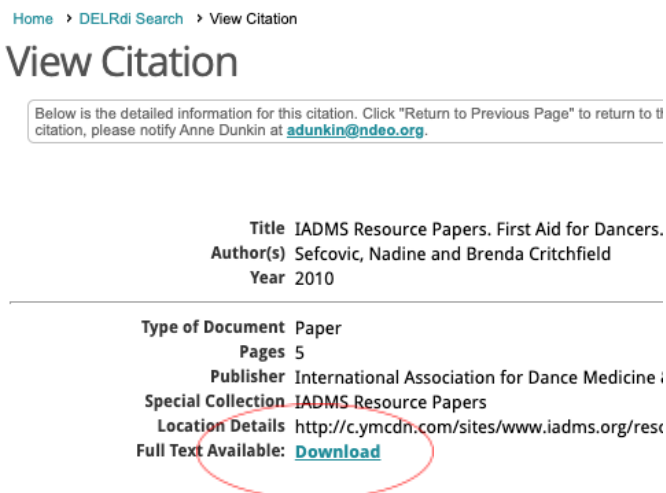 Home › DELRdi Search › View Citation
View Citation
Below is the detailed information for this citation. Click "Return to Previous Page" to return to
citation, please notify Anne Dunkin at adunkin@ndeo.org.
Title IADMS Resource Papers. First Aid for Dancers.
Author(s) Sefcovic, Nadine and Brenda Critchfield
Year 2010
Type of Document Paper
Pages 5
Publisher International Association for Dance Medicine
Special Collection IADMS Resource Papers
Location Details http://c.ymcdn.com/sites/www.iadms.org/reso
Full Text Available: Download